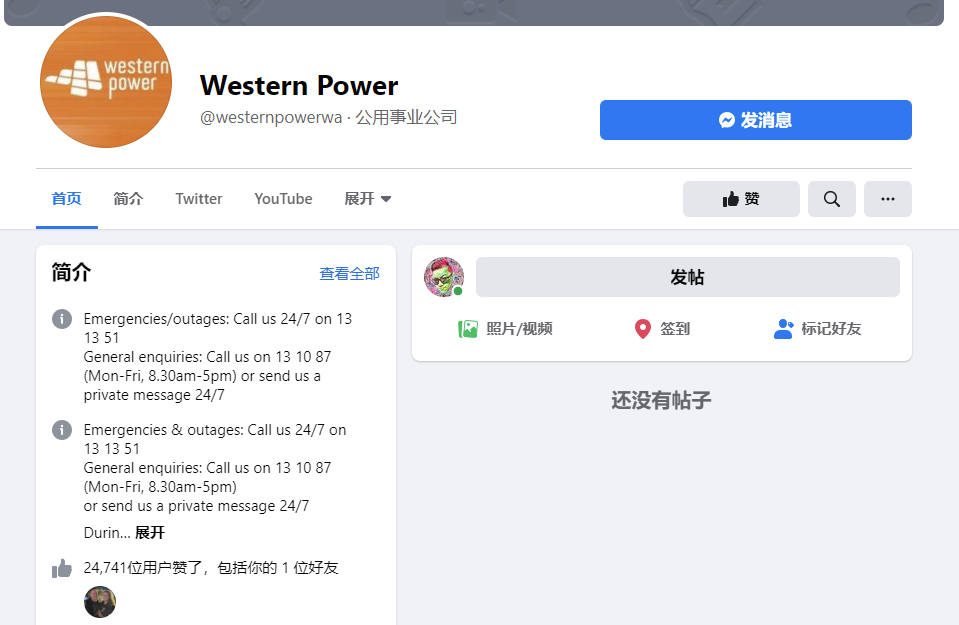 western
power
Western Power
@westernpowerwa · 公用事业公司
发消息
首页
简介
Twitter
YouTube
展开
赞
简介
查看全部
Emergencies/outages: Call us 24/7 on 13
13 51
General enquiries: Call us on 13 10 87
(Mon-Fri, 8.30am-5pm) or send us a
private message 24/7
Emergencies & outages: Call us 24/7 on
13 13 51
General enquiries: Call us on 13 10 87
(Mon-Fri, 8.30am-5pm)
or send us a private message 24/7
Durin... 展开
24,741位用户赞了，包括你的 1 位好友
发帖
照片/视频
签到
标记好友
还没有帖子